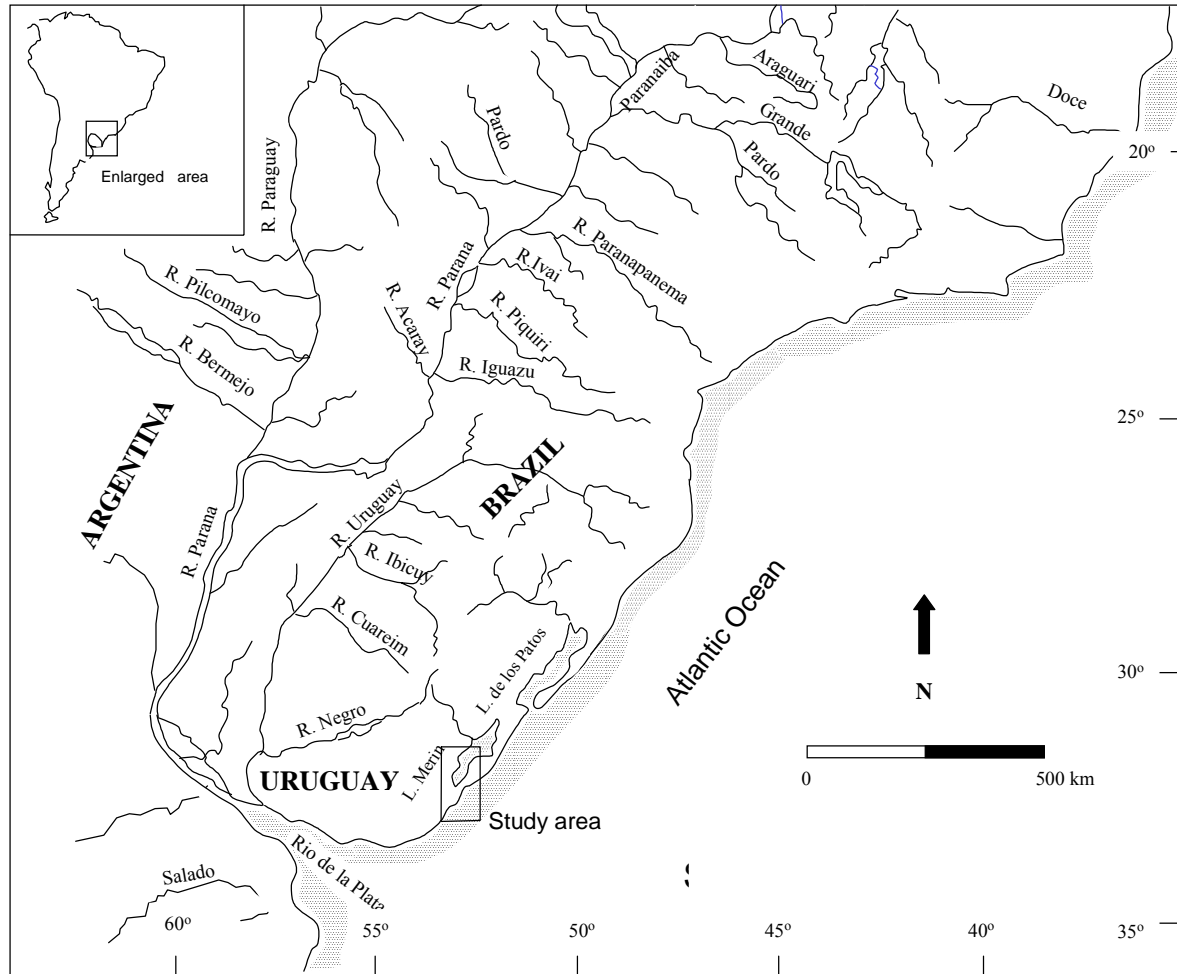 Enlarged area
R. Paraguay
Pardo
Paranaiba
Araguari
Grande
Pardo
Doce
20º
R. Pilcomayo
R. Bermejo
R. Acaray
R. Parana
R.Ivai
R. Paranapanema
R. Piquiri
R. Iguazu
ARGENTINA
BRAZIL
25º
R. Parana
R. Uruguay
R. Ibicuy
R. Cuareim
L. de los Patos
Atlantic Ocean
N
30º
R. Negro
URUGUAY
L. Merin
0
500 km
Study area
Rio de la Plata
Salado
60º
55º
50º
45º
40º
35º